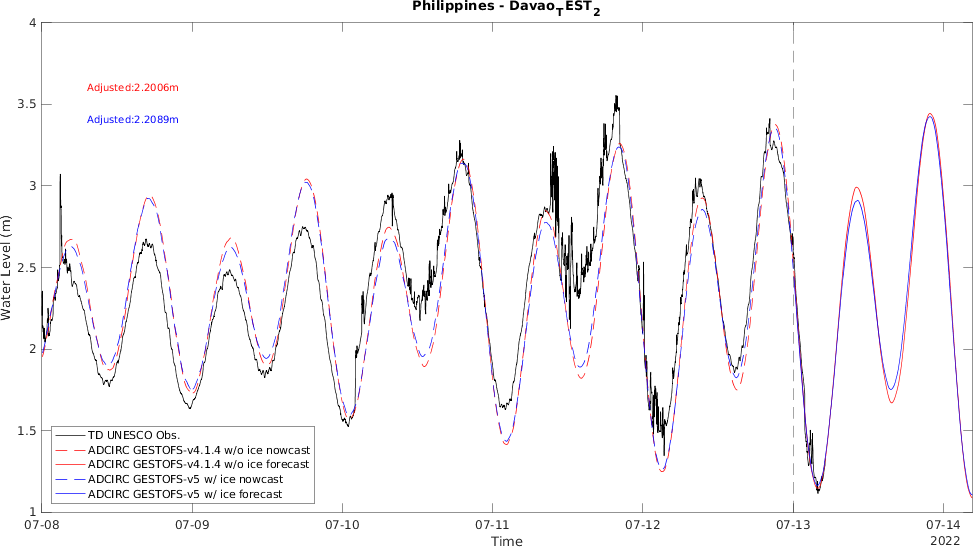 Philippines - Davao_TEST_2
4
Adjusted:2.2006m
3.5
Adjusted:2.2089m
3
Water Level (m)
2.5
2
1.5
TD UNESCO Obs.
ADCIRC GESTOFS-v4.1.4 w/o ice nowcast
ADCIRC GESTOFS-v4.1.4 w/o ice forecast
ADCIRC GESTOFS-v5 w/ ice nowcast
ADCIRC GESTOFS-v5 w/ ice forecast
1
07-08 07-09 07-10 07-11 07-12 07-13 07-14
Time
2022